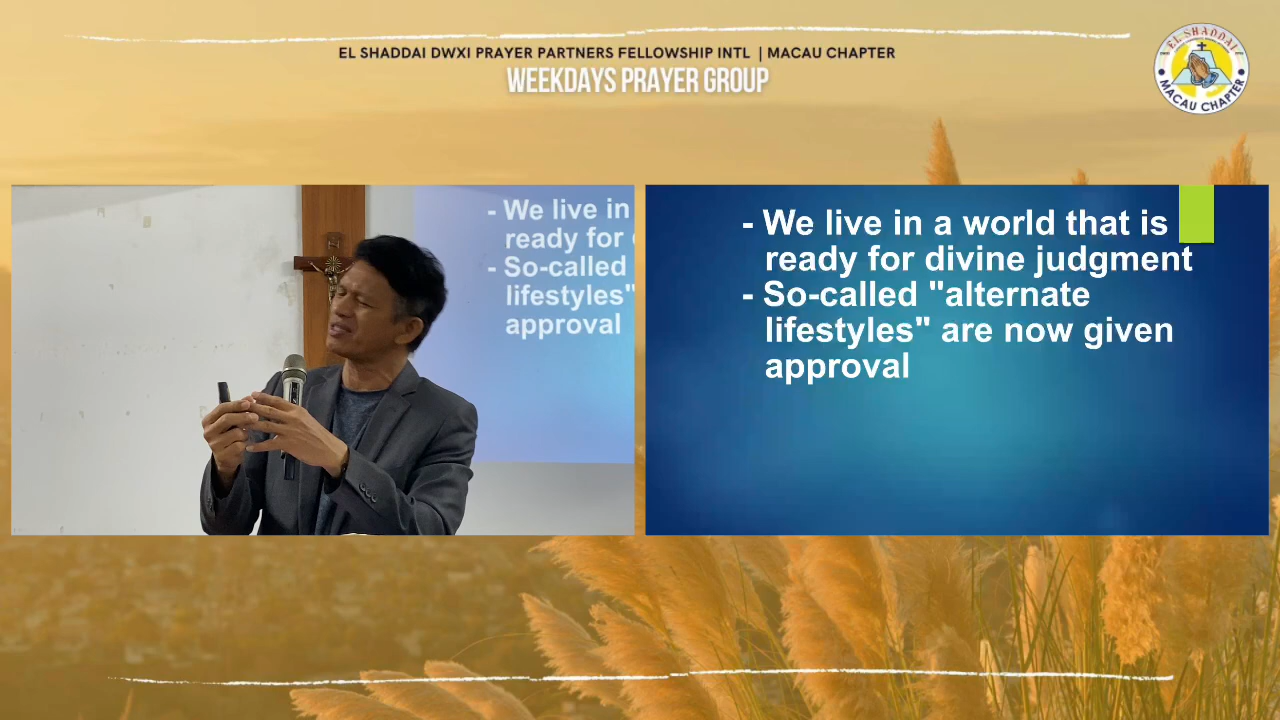 EL SHADDAI DWXI PRAYER PARTNERS FELLOWSHIP INTL | MACAU CHAPTER
WEEKDAYS PRAYER GROUP
EL SHADDAI
MACAU CHAPTER
- We live in
ready for
- So-called
lifestyles"
approval
- We live in a world that is
ready for divine judgment
- So-called "alternate
lifestyles" are now given
approval